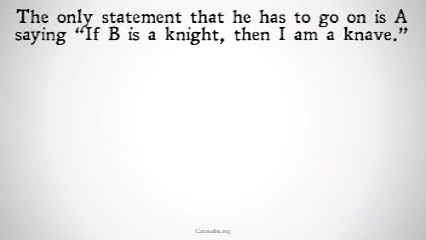 The only statement that he has to go on is A
saying “If B is a knight, then I am a knave.”